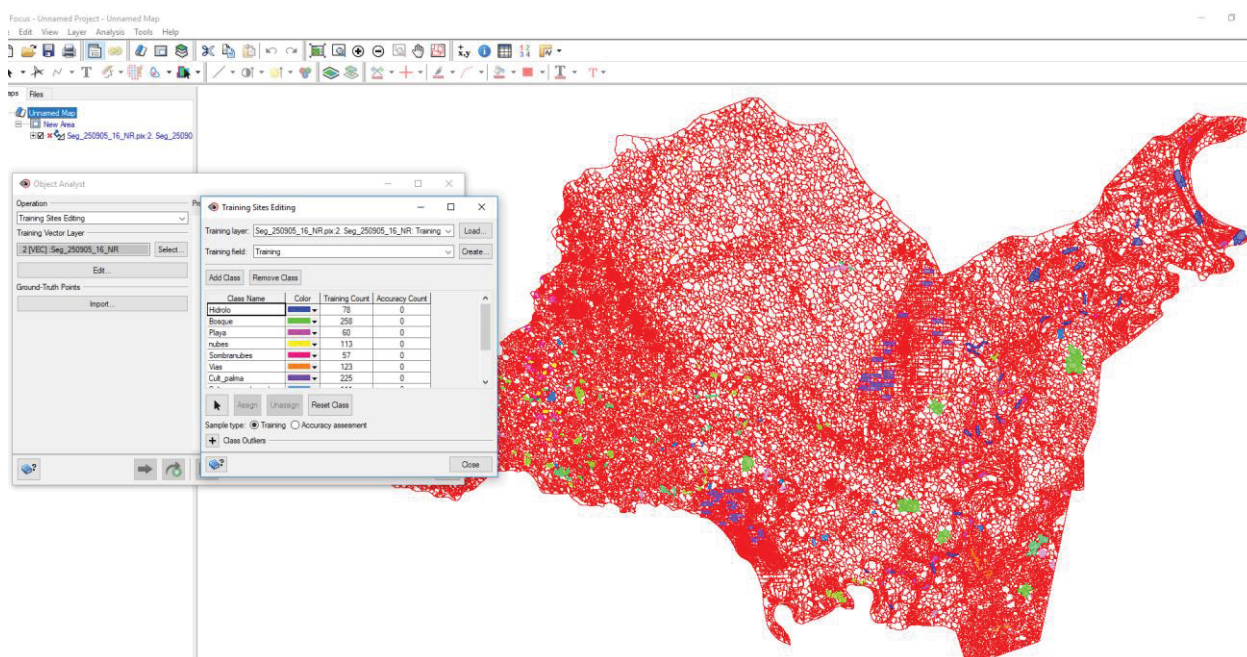 Focus - Unnamed Project - Unnamed Map
Edit View Layer Analysis Tools Help
Files
Unnamed Map
New Area
Seg_250905_16_NR.pix:2. Seg_25090
Object Analyst
Operation
Training Sites Editing
Training Vector Layer
2 [VEC] :Seg_250905_16_NR Select...
Edit...
Ground-Truth Points
Import...
Training Sites Editing
Training layer: Seg_250905_16_NR.pix:2. Seg_250905_16_NR: Training Load...
Training field: Training Create...
Add Class Remove Class
Class Name Color Training Count Accuracy Count
Hidrolo 78 0
Bosque 258 0
Playa 60 0
nubes 113 0
Sombranubes 57 0
Vias 123 0
Cult_palma 225 0
Assign Unassign Reset Class
Sample type: Training Accuracy assesment
Class Outliers
Close